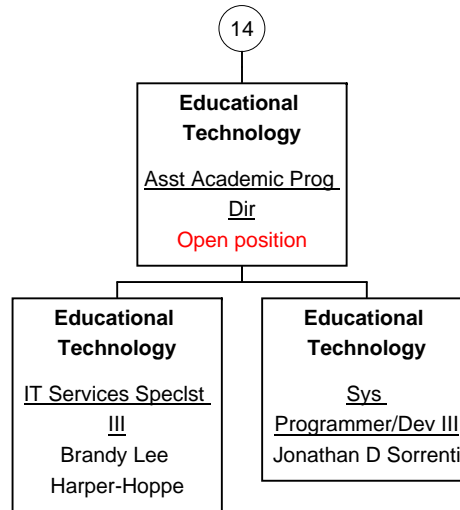 14
Educational
Technology
Asst Academic Prog
Dir
Open position
Educational
Technology
IT Services Speclst
III
Brandy Lee
Harper-Hoppe
Educational
Technology
Sys
Programmer/Dev III
Jonathan D Sorrenti